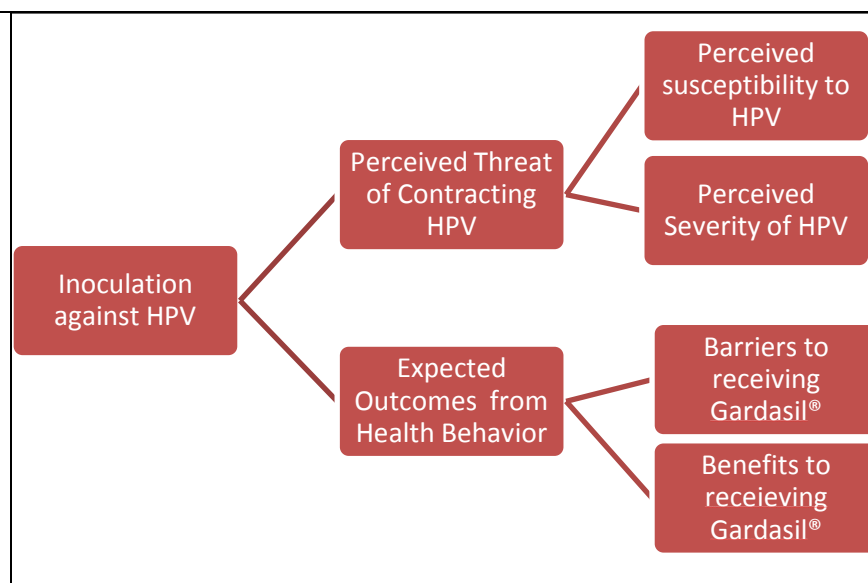 Inoculation
against HPV
Perceived Threat
of Contracting
HPV
Perceived
susceptibility to
HPV
Perceived
Severity of HPV
Expected
Outcomes from
Health Behavior
Barriers to
receiving
Gardasil®
Benefits to
receieving
Gardasil®